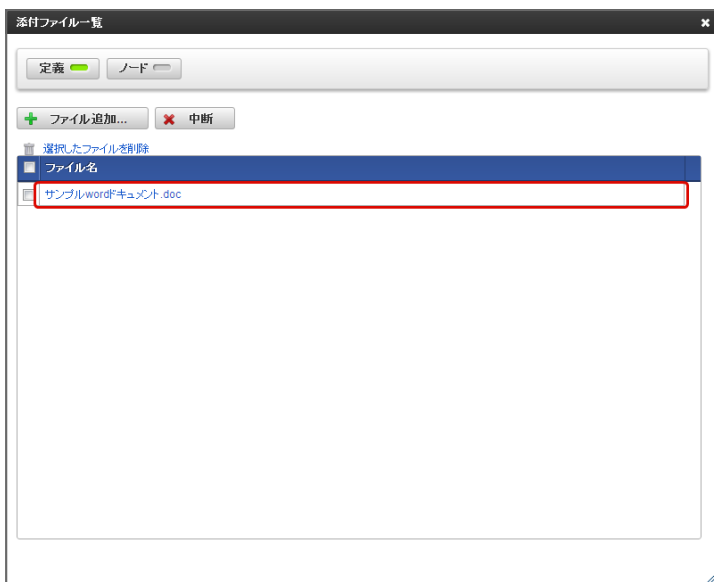 添付ファイル一覧
定義 ノード
ファイル追加... 中断
選択したファイルを削除
ファイル名
サンプルwordドキュメント.doc